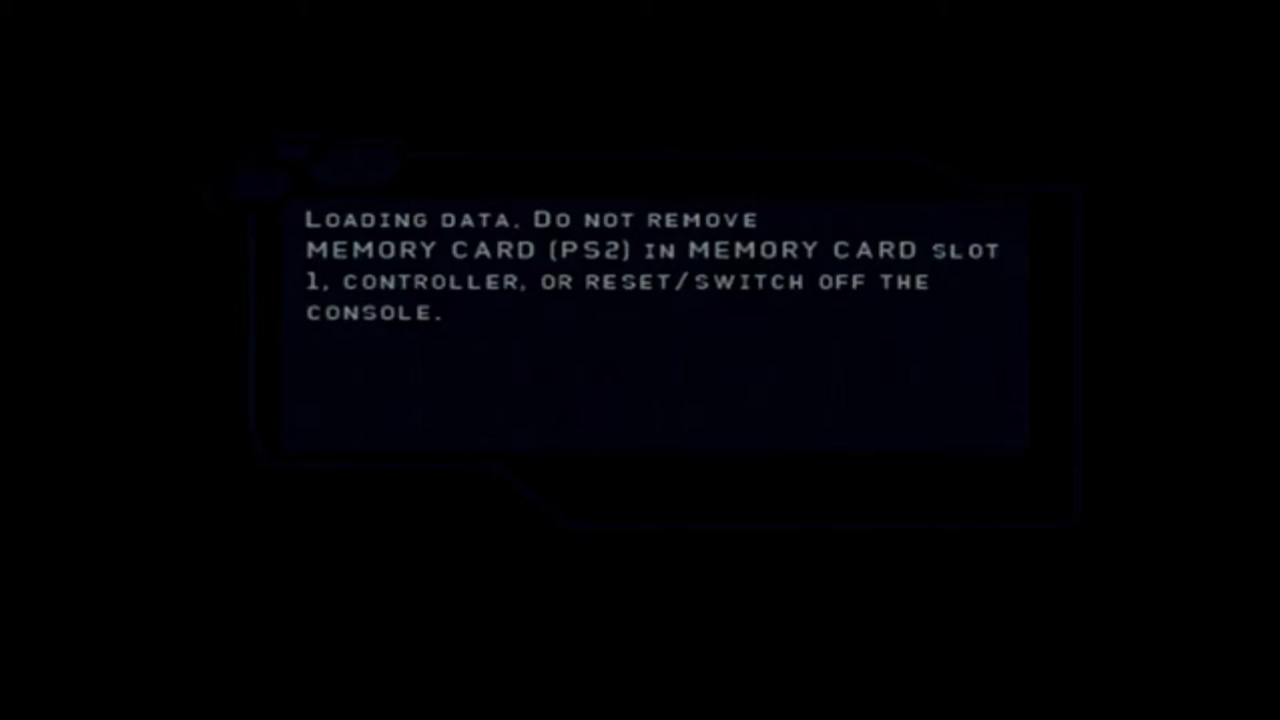 Loading data. Do not remove
MEMORY CARD (PS2) in MEMORY CARD slot
1, controller, or reset/switch off the
console.